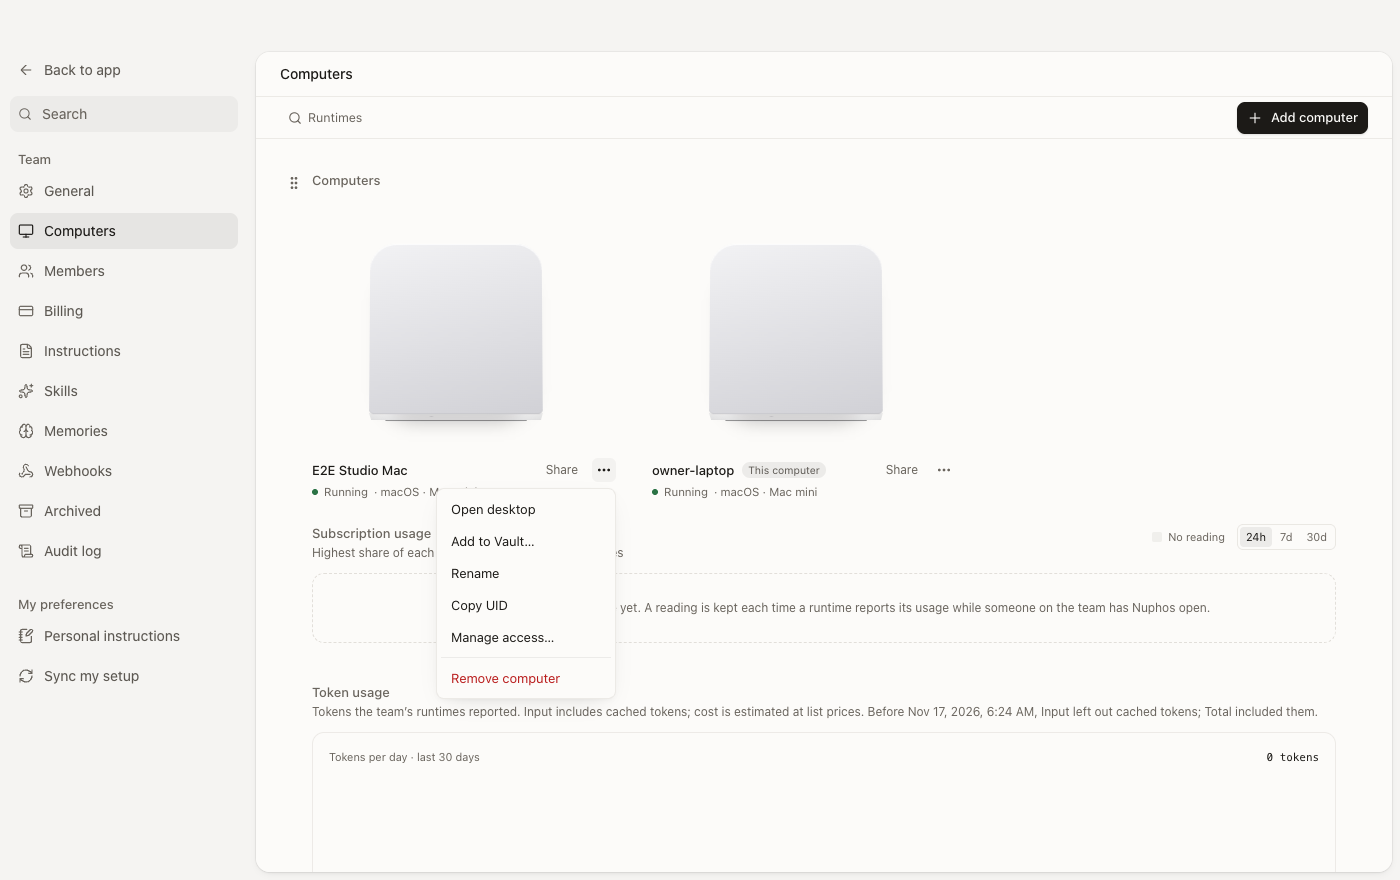 Back to app
Search
Team
General
Computers
Members
Billing
Instructions
Skills
Memories
Webhooks
Archived
Audit log
My preferences
Personal instructions
Sync my setup
Computers
Runtimes
Add computer
Computers
E2E Studio Mac
Share
Running · macOS ·
owner-laptop This computer
Share
Running · macOS · Mac mini
Open desktop
Add to Vault...
Rename
Copy UID
Manage access...
Remove computer
Subscription usage
Highest share of each
No reading 24h 7d 30d
yet. A reading is kept each time a runtime reports its usage while someone on the team has Nuphos open.
Token usage
Tokens the team's runtimes reported. Input includes cached tokens; cost is estimated at list prices. Before Nov 17, 2026, 6:24 AM, Input left out cached tokens; Total included them.
Tokens per day · last 30 days
0 tokens